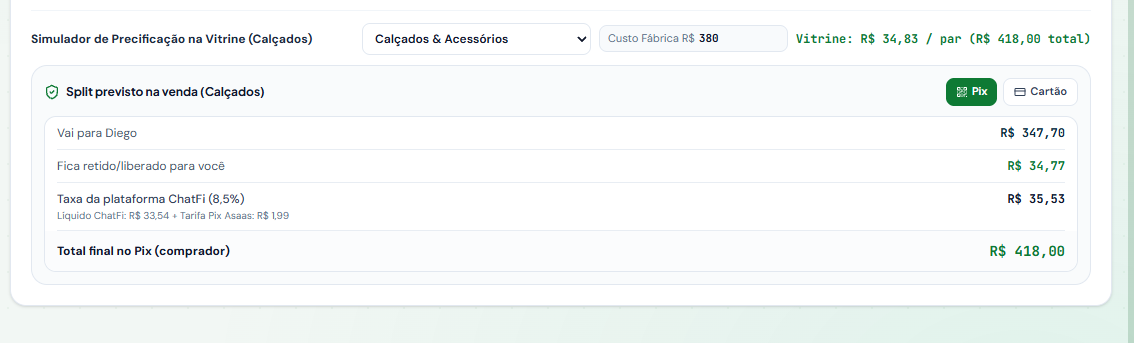 Simulador de Precificação na Vitrine (Calçados) Calçados & Acessórios Custo Fábrica R$ 380 Vitrine: R$ 34,83 / par (R$ 418,00 total)
Split previsto na venda (Calçados) Pix Cartão
Vai para Diego R$ 347,70
Fica retido/liberado para você R$ 34,77
Taxa da plataforma ChatFi (8,5%) R$ 35,53
Líquido ChatFi: R$ 33,54 + Tarifa Pix Asaas: R$ 1,99
Total final no Pix (comprador) R$ 418,00